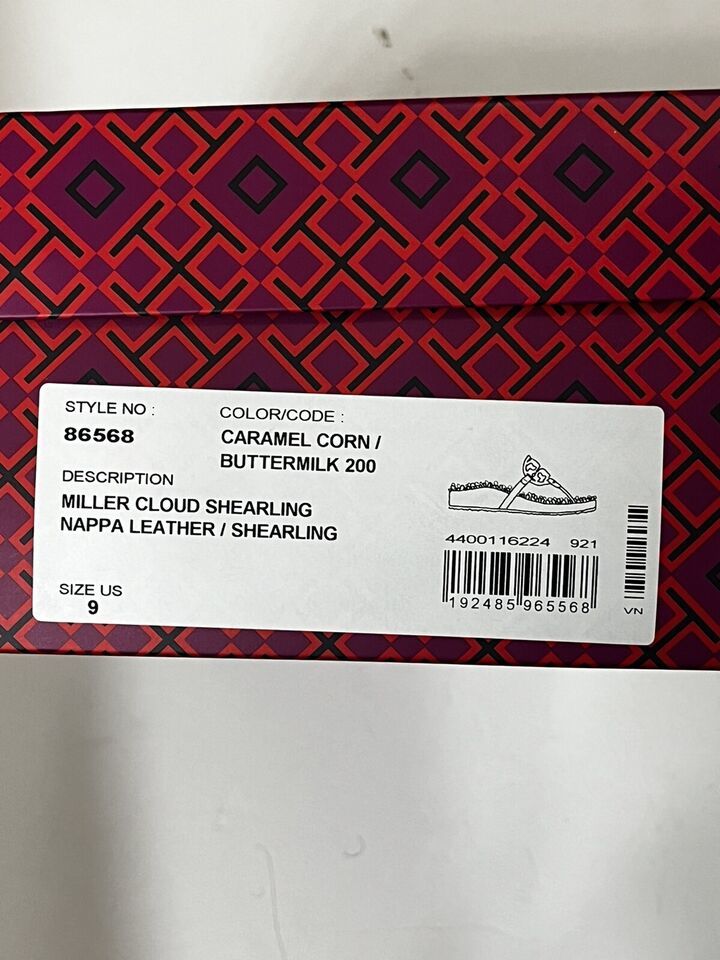 STYLE NO :
86568
COLOR/CODE :
CARAMEL CORN /
BUTTERMILK 200
DESCRIPTION
MILLER CLOUD SHEARLING
NAPPA LEATHER / SHEARLING
SIZE US
9
4400116224 921
192485 965568
VN